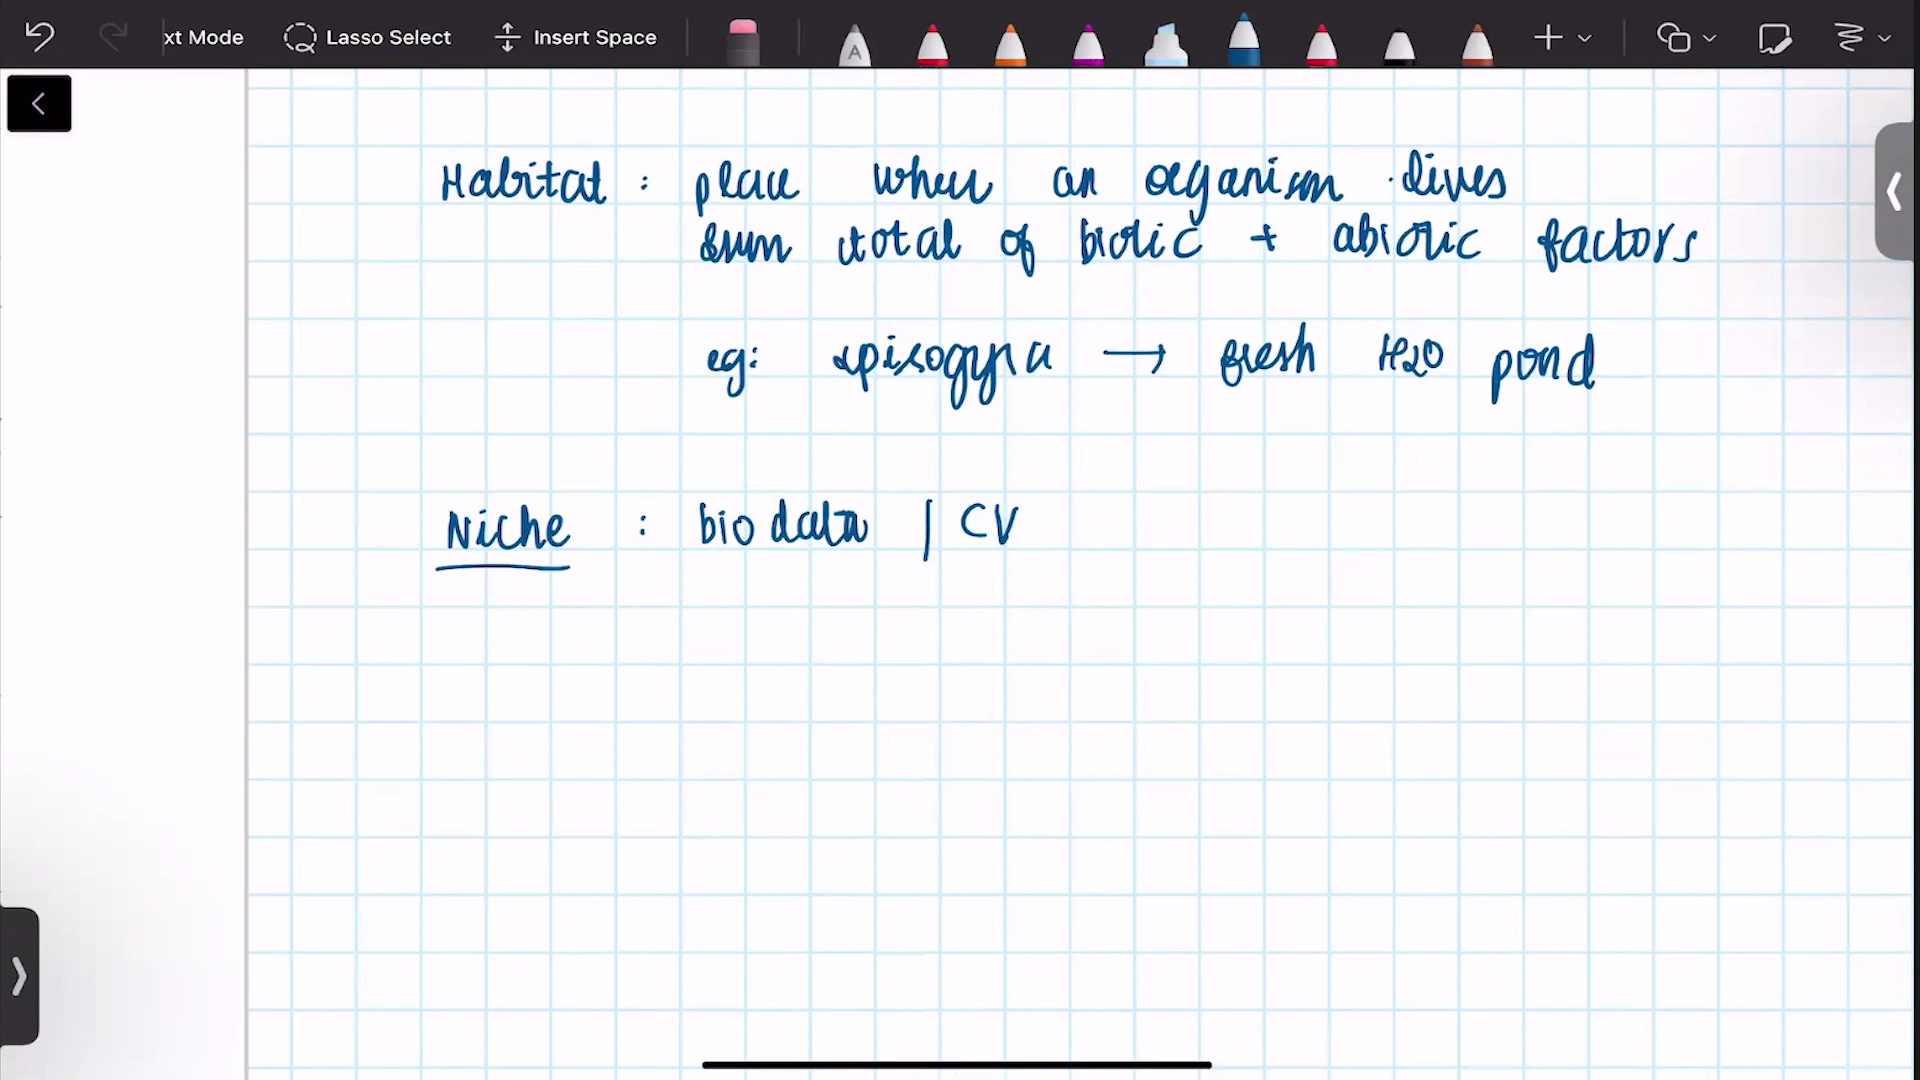 xt Mode Lasso Select Insert Space
A
Habitat : place where an organism lives
sum total of biotic + abiotic factors
eg: spirogyra → fresh H2O pond
Niche : bio data | CV